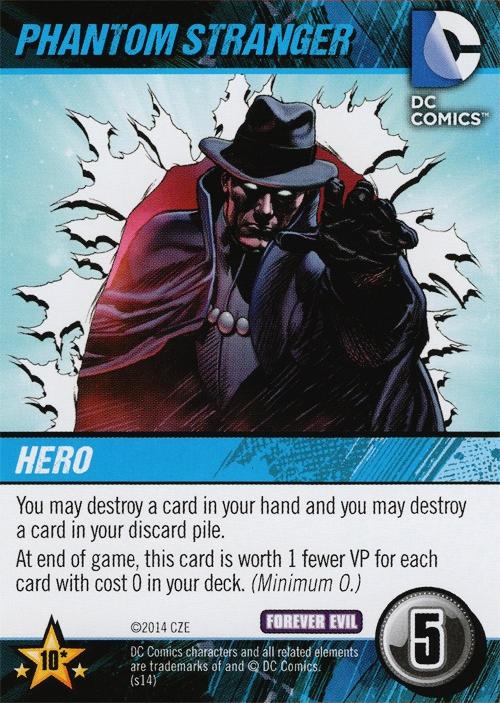 PHANTOM STRANGER
DC
COMICS™
HERO
You may destroy a card in your hand and you may destroy
a card in your discard pile.
At end of game, this card is worth 1 fewer VP for each
card with cost 0 in your deck. (Minimum 0.)
©2014 CZE
FOREVER EVIL
10*
5
DC Comics characters and all related elements
are trademarks of and © DC Comics.
(s14)